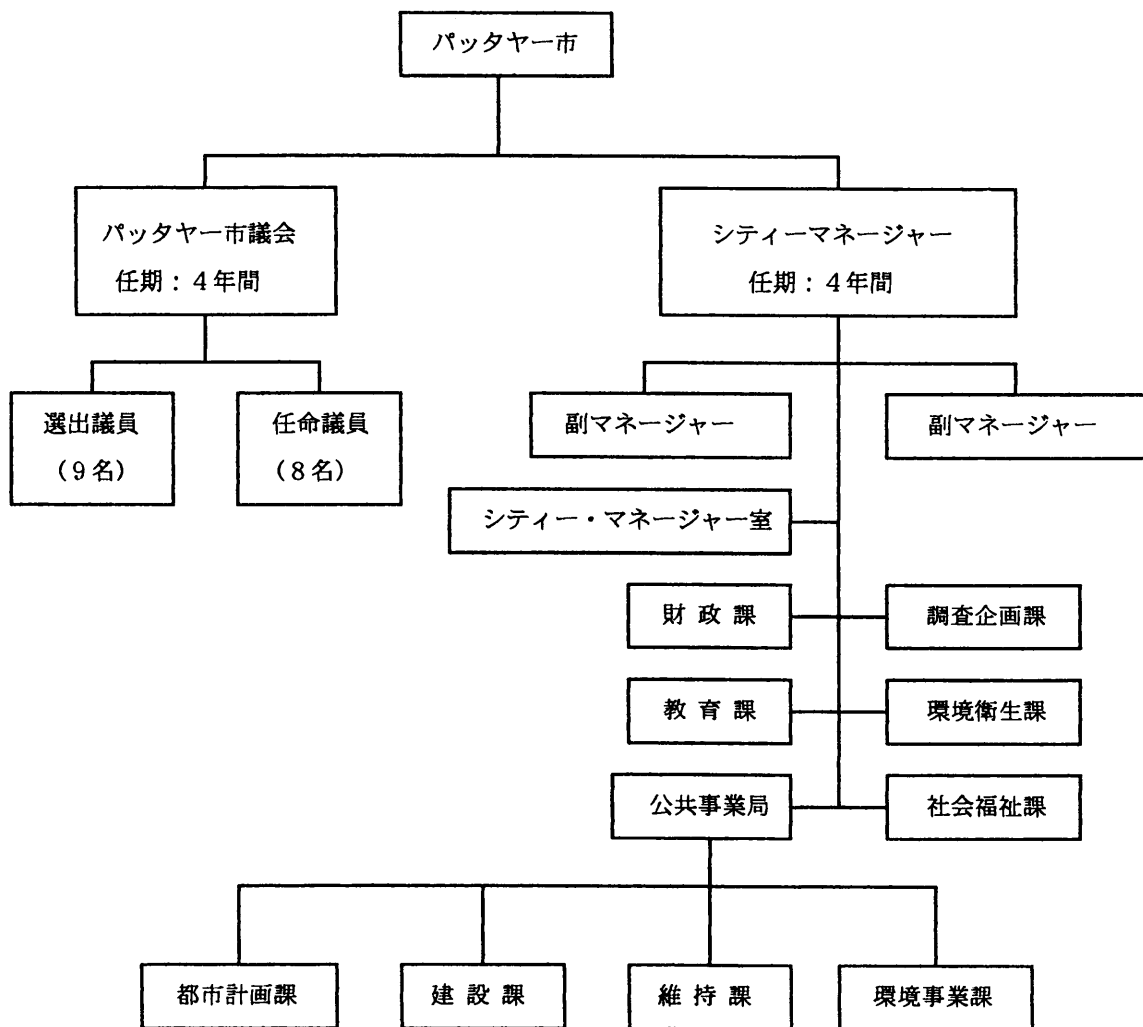 パッタヤー市
パッタヤー市議会
任期：4年間
シティーマネージャー
任期：4年間
選出議員
（9名）
任命議員
（8名）
副マネージャー
副マネージャー
シティー・マネージャー室
財政課
調査企画課
教育課
環境衛生課
公共事業局
社会福祉課
都市計画課
建設課
維持課
環境事業課